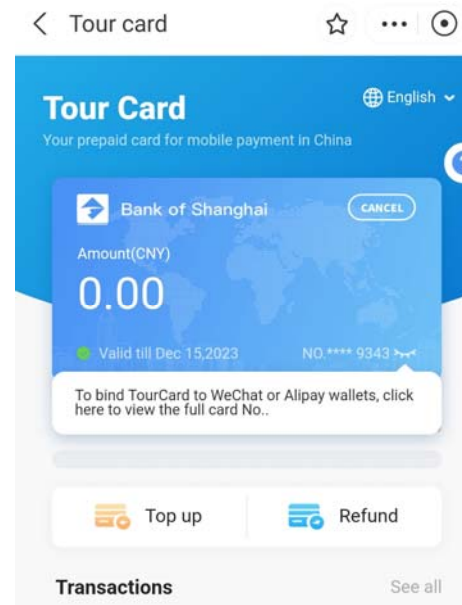 Tour card
Tour Card
English
Your prepaid card for mobile payment in China
Bank of Shanghai
CANCEL
Amount(CNY)
0.00
Valid till Dec 15,2023
NO.**** 9343
To bind TourCard to WeChat or Alipay wallets, click
here to view the full card No..
Top up
Refund
Transactions
See all